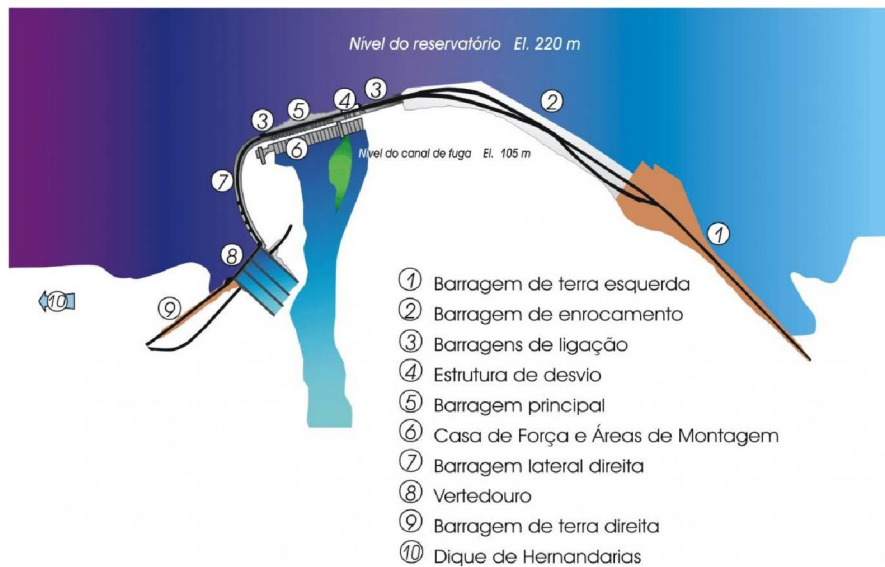 Nível do reservatório El. 220 m
3
2
4
5
3
6
Nível do canal de fuga El. 105 m
7
1
8
10
9
1 Barragem de terra esquerda
2 Barragem de enrocamento
3 Barragens de ligação
4 Estrutura de desvio
5 Barragem principal
6 Casa de Força e Áreas de Montagem
7 Barragem lateral direita
8 Vertedouro
9 Barragem de terra direita
10 Dique de Hernandarias